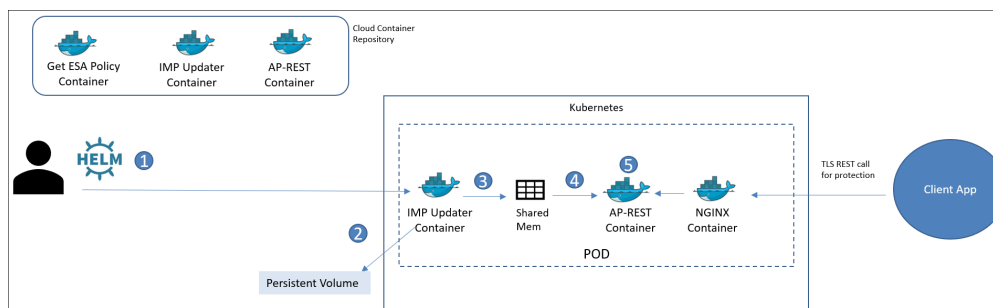 Cloud Container
Repository
Get ESA Policy
Container
IMP Updater
Container
AP-REST
Container
Kubernetes
HELM
1
TLS REST call
for protection
Client App
3
4
5
IMP Updater
Container
Shared
Mem
AP-REST
Container
NGINX
Container
2
POD
Persistent Volume